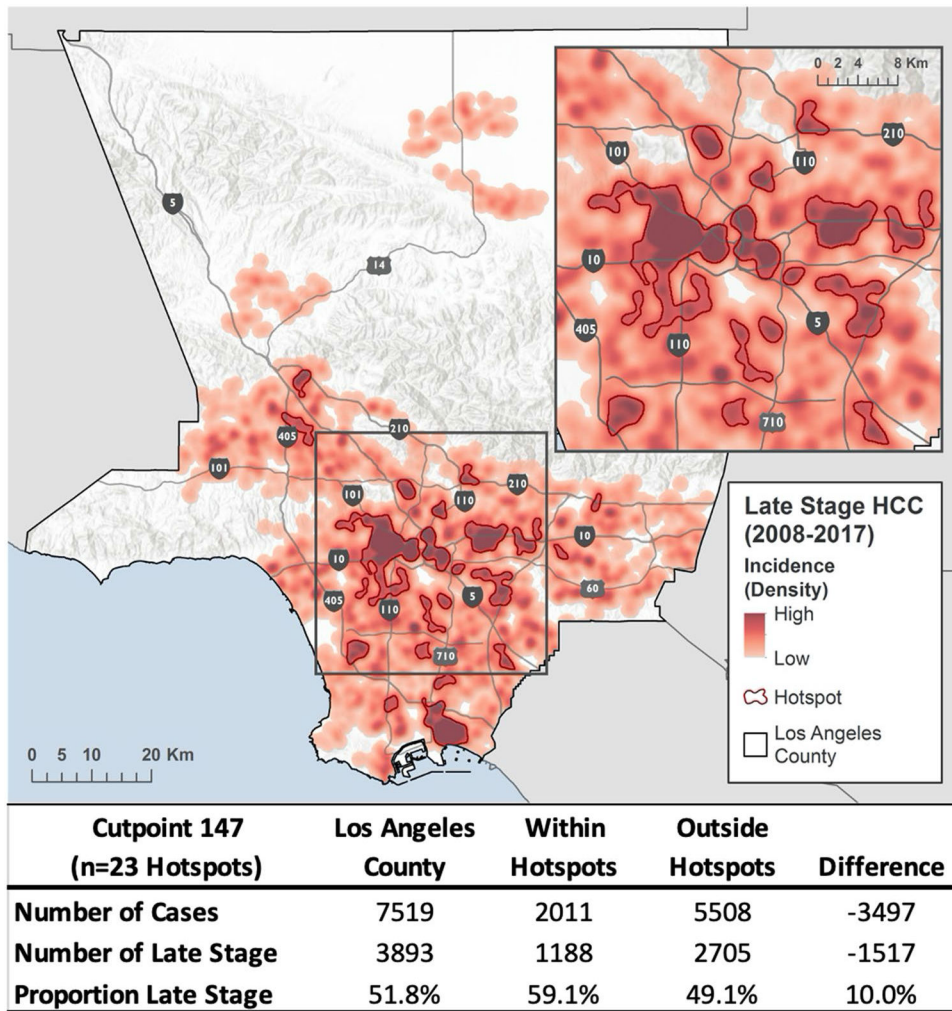 0 2 4 8 Km
210
101
110
10
405
5
110
710
5
14
405
210
101
101
110
210
10
10
405
110
5
60
710
0 5 10 20 Km
Late Stage HCC
(2008-2017)
Incidence
(Density)
High
Low
Hotspot
Los Angeles
County
Cutpoint 147 Los Angeles Within Outside
(n=23 Hotspots) County Hotspots Hotspots Difference
Number of Cases 7519 2011 5508 -3497
Number of Late Stage 3893 1188 2705 -1517
Proportion Late Stage 51.8% 59.1% 49.1% 10.0%